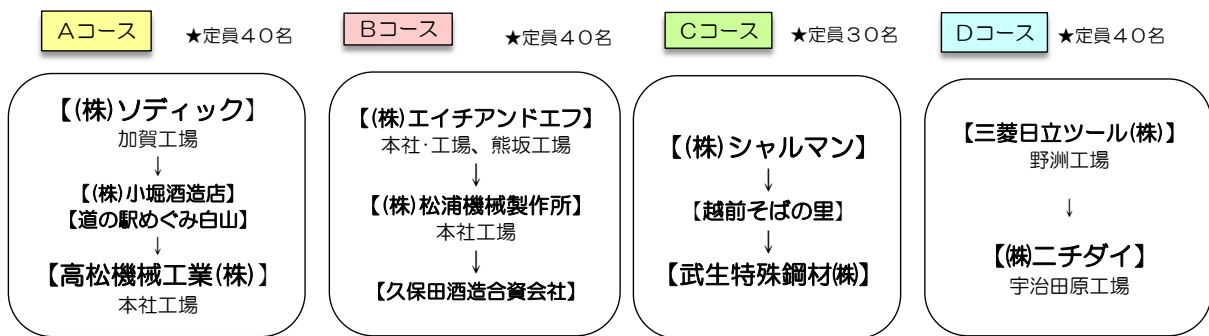 Aコース ★定員40名
【(株)ソディック】
加賀工場
↓
【(株)小堀酒造店】
【道の駅めぐみ白山】
↓
【高松機械工業(株)】
本社工場
Bコース ★定員40名
【(株)エイチアンドエフ】
本社・工場、熊坂工場
↓
【(株)松浦機械製作所】
本社工場
↓
【久保田酒造合資会社】
Cコース ★定員30名
【(株)シャルマン】
↓
【越前そばの里】
↓
【武生特殊鋼材㈱】
Dコース ★定員40名
【三菱日立ツール(株)】
野洲工場
↓
【㈱ニチダイ】
宇治田原工場